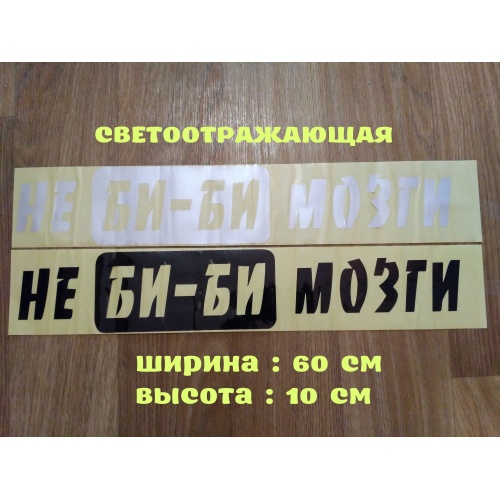 СВЕТООТРАЖАЮЩАЯ
НЕ БИ-БИ МОЗГИ
НЕ БИ-БИ МОЗГИ
ширина : 60 см
высота : 10 см